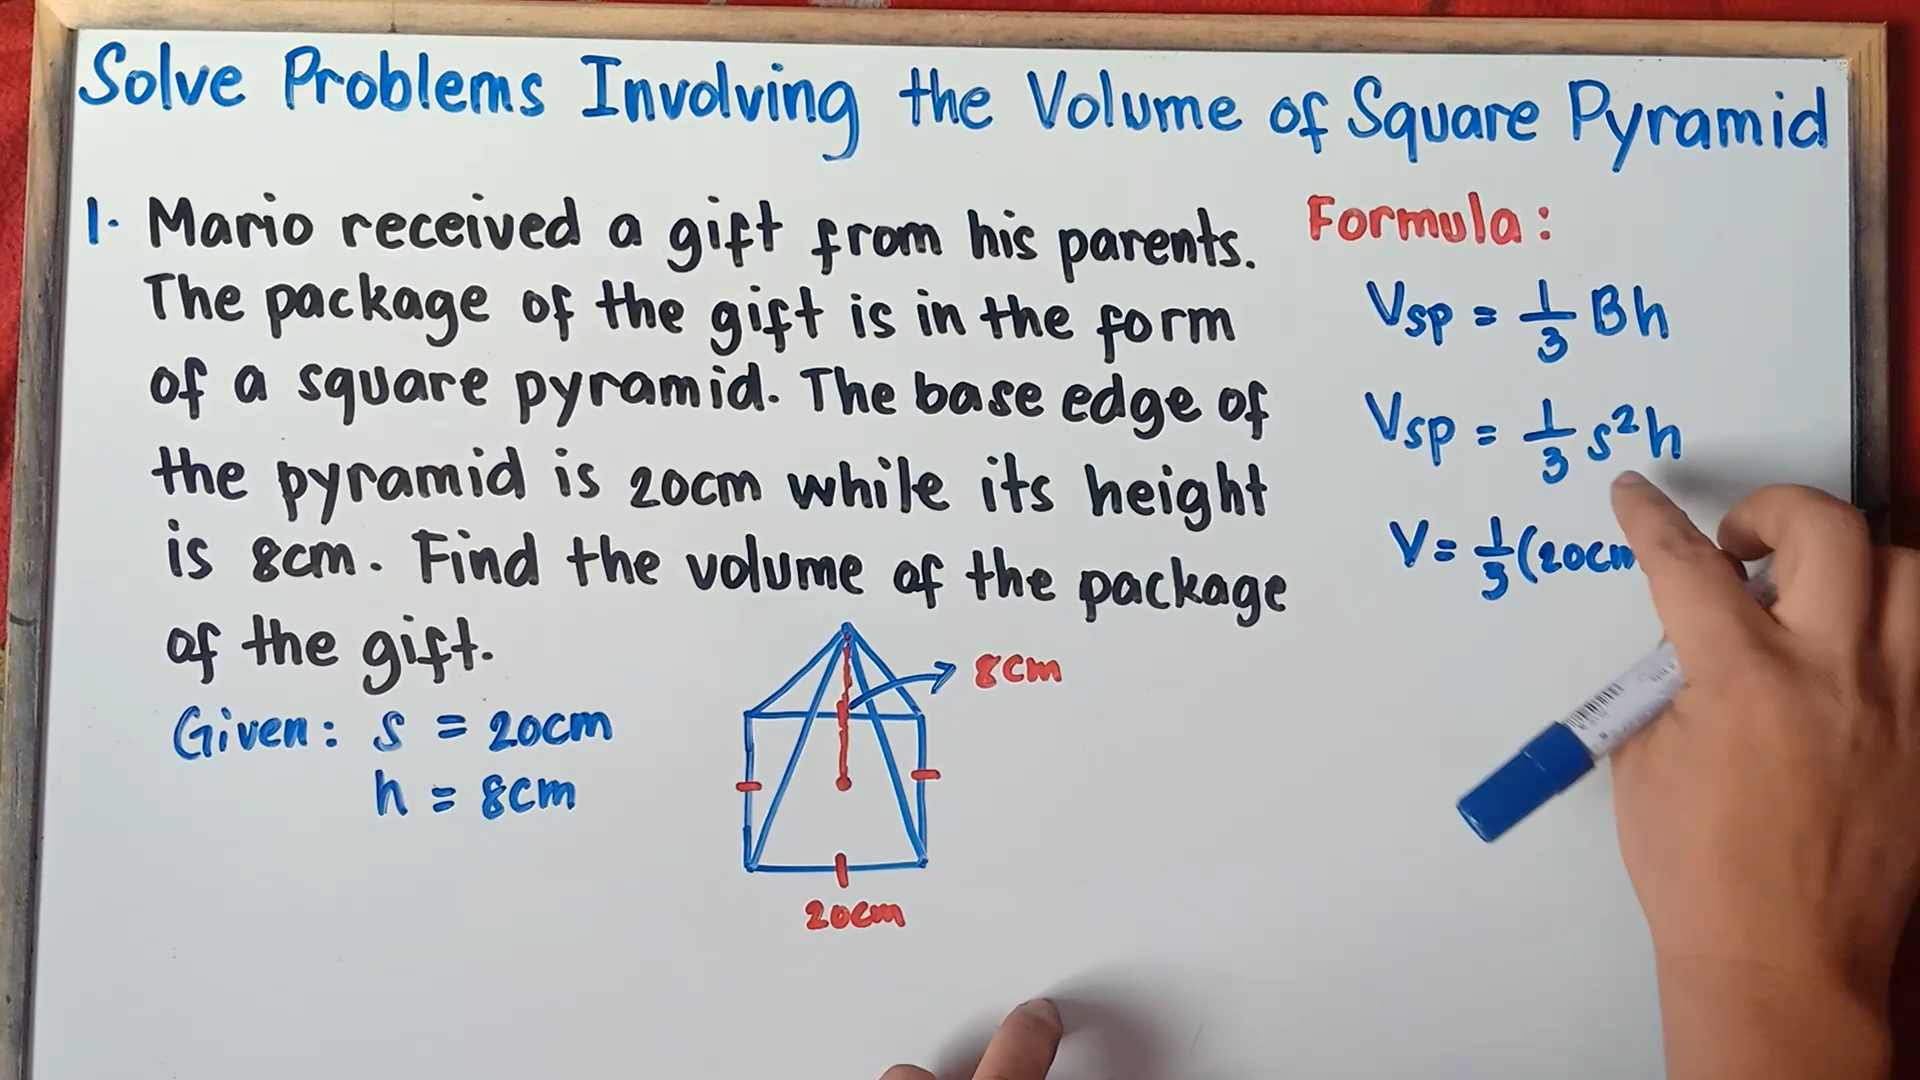 Solve Problems Involving the Volume of Square Pyramid
1. Mario received a gift from his parents.
The package of the gift is in the form
of a square pyramid. The base edge of
the pyramid is 20cm while its height
is 8cm. Find the volume of the package
of the gift.
Given: s = 20cm
h = 8cm
8cm
20cm
Formula:
Vsp = 1/3 Bh
Vsp = 1/3 s²h
V = 1/3 (20cm